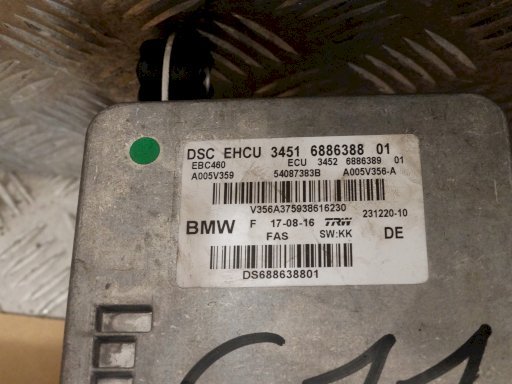 DSC EHCU 3451 6886388 01
EBC460 ECU 3452 6886389 01
A005V359 54087383B A005V356-A
V356A375938616230
BMW F 17-08-16 TRW 231220-10
FAS SW:KK DE
DS688638801